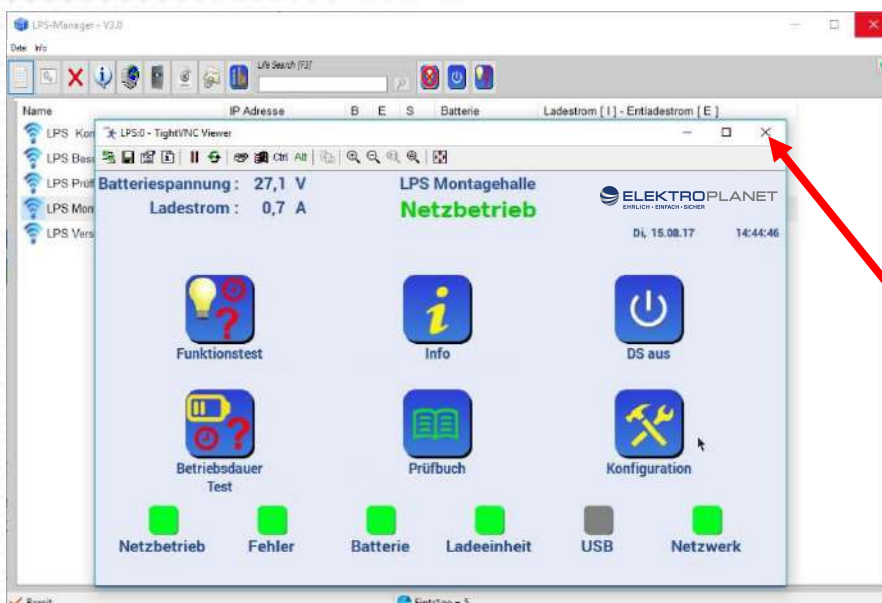 LPS-Manager - V3.0
Datei Info
Life Search [F3]
Name IP Adresse B E S Batterie Ladestrom [ I ] - Entladestrom [ E ]
LPS Kon
LPS Bes
LPS Prüf
LPS Mon
LPS Vers
LPS:0 - TightVNC Viewer
Ctrl Alt
Batteriespannung : 27,1 V
Ladestrom : 0,7 A
LPS Montagehalle
Netzbetrieb
ELEKTROPLANET
EHRLICH • EINFACH • SICHER
Di, 15.08.17 14:44:46
Funktionstest Info DS aus
Betriebsdauer Test Prüfbuch Konfiguration
Netzbetrieb Fehler Batterie Ladeeinheit USB Netzwerk
Bereit
Einträge = 5